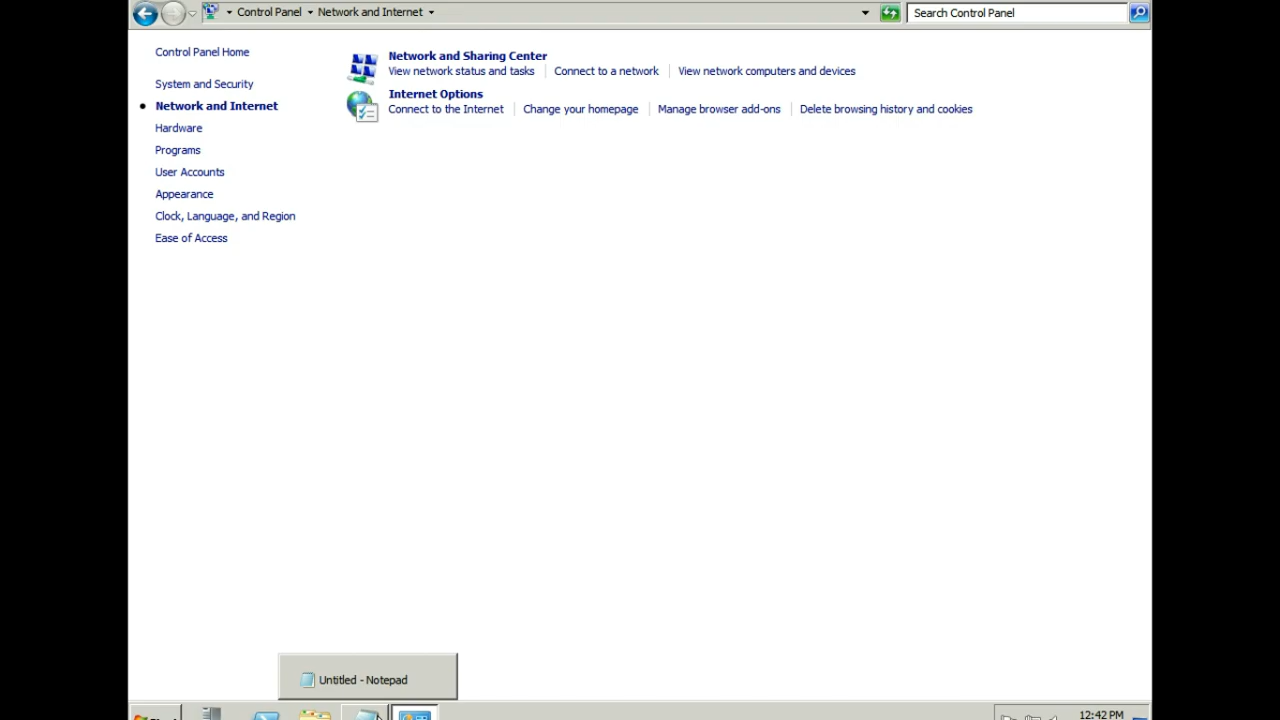 Control Panel Network and Internet Search Control Panel
Control Panel Home
System and Security
Network and Internet
Hardware
Programs
User Accounts
Appearance
Clock, Language, and Region
Ease of Access
Network and Sharing Center
View network status and tasks Connect to a network View network computers and devices
Internet Options
Connect to the Internet Change your homepage Manage browser add-ons Delete browsing history and cookies
Untitled - Notepad
12:42 PM